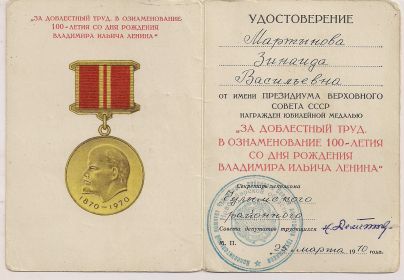 „ЗА ДОБЛЕСТНЫЙ ТРУД.
В ОЗНАМЕНОВАНИЕ
100-ЛЕТИЯ СО ДНЯ РОЖДЕНИЯ
ВЛАДИМИРА ИЛЬИЧА ЛЕНИНА“
1870–1970
УДОСТОВЕРЕНИЕ
Мартынова
Зинаида
Васильевна
ОТ ИМЕНИ ПРЕЗИДИУМА ВЕРХОВНОГО
СОВЕТА СССР
НАГРАЖДЕН ЮБИЛЕЙНОЙ МЕДАЛЬЮ
„ЗА ДОБЛЕСТНЫЙ ТРУД.
В ОЗНАМЕНОВАНИЕ 100-ЛЕТИЯ
СО ДНЯ РОЖДЕНИЯ
ВЛАДИМИРА ИЛЬИЧА ЛЕНИНА“
Секретарь исполкома
районного
Совета депутатов трудящихся
М. П.
марта 1970 года